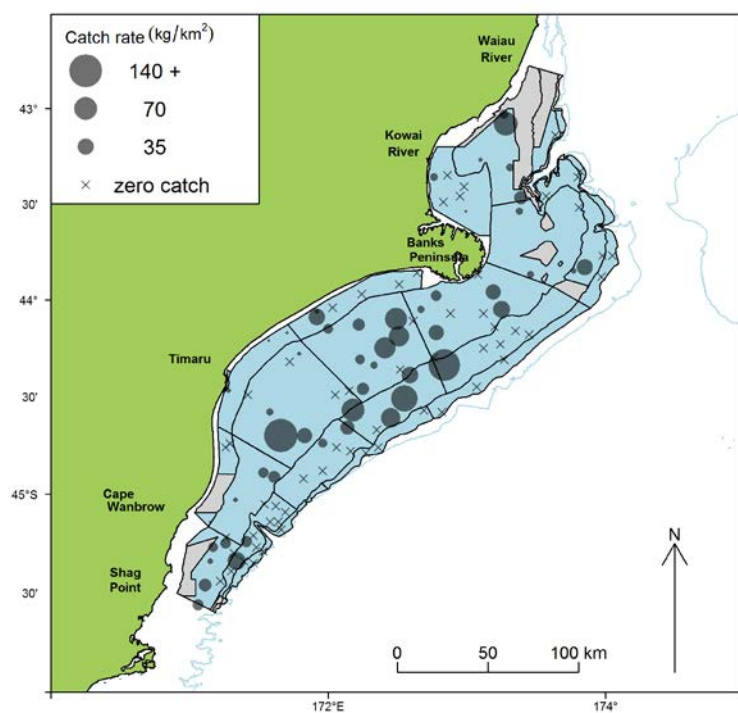 Catch rate (kg/km²)
140 +
70
35
× zero catch
Waiau
River
Kowai
River
Banks
Peninsula
Timaru
Cape
Wanbrow
Shag
Point
43°
30'
44°
30'
45°S
30'
N
0 50 100 km
172°E
174°